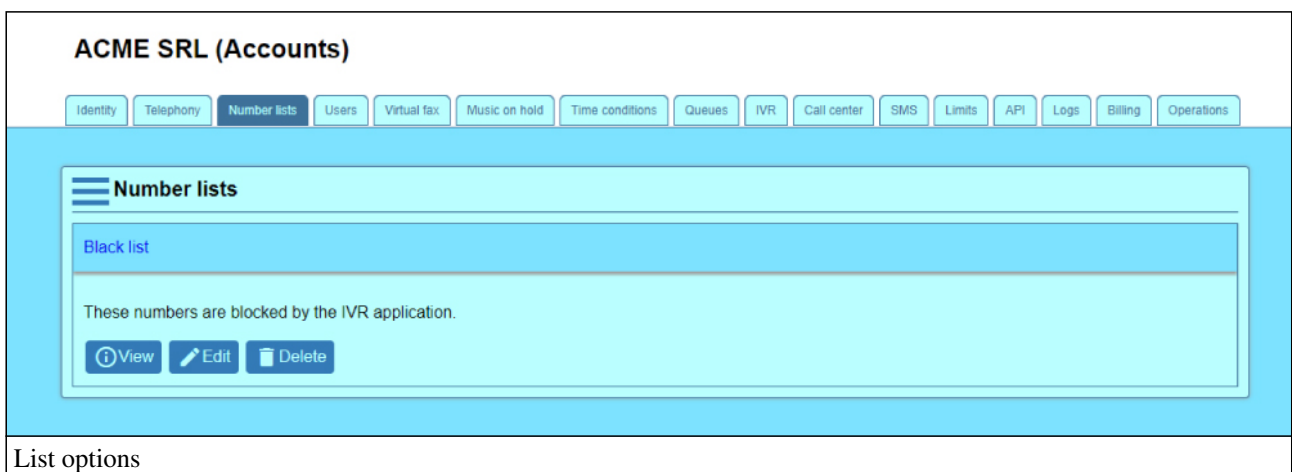 ACME SRL (Accounts)
Identity Telephony Number lists Users Virtual fax Music on hold Time conditions Queues IVR Call center SMS Limits API Logs Billing Operations
Number lists
Black list
These numbers are blocked by the IVR application.
View Edit Delete
List options